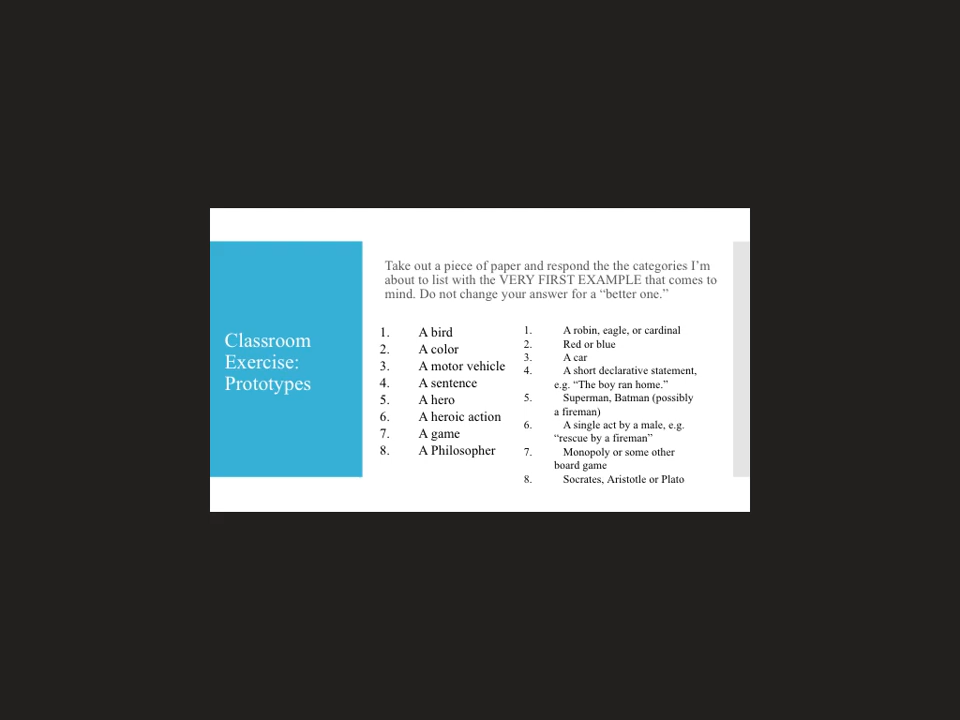 Classroom
Exercise:
Prototypes
Take out a piece of paper and respond the the categories I’m
about to list with the VERY FIRST EXAMPLE that comes to
mind. Do not change your answer for a “better one.”
1. A bird
2. A color
3. A motor vehicle
4. A sentence
5. A hero
6. A heroic action
7. A game
8. A Philosopher
1. A robin, eagle, or cardinal
2. Red or blue
3. A car
4. A short declarative statement,
e.g. “The boy ran home.”
5. Superman, Batman (possibly
a fireman)
6. A single act by a male, e.g.
“rescue by a fireman”
7. Monopoly or some other
board game
8. Socrates, Aristotle or Plato